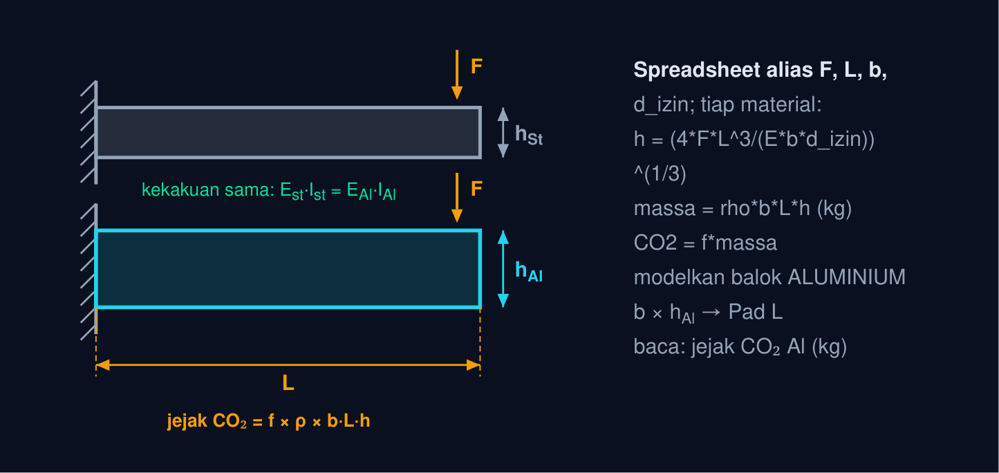 F
h_St
kekakuan sama: E_st·I_st = E_Al·I_Al
F
h_Al
L
jejak CO₂ = f × ρ × b·L·h
Spreadsheet alias F, L, b,
d_izin; tiap material:
h = (4*F*L^3/(E*b*d_izin))
^(1/3)
massa = rho*b*L*h (kg)
CO2 = f*massa
modelkan balok ALUMINIUM
b × h_Al → Pad L
baca: jejak CO₂ Al (kg)